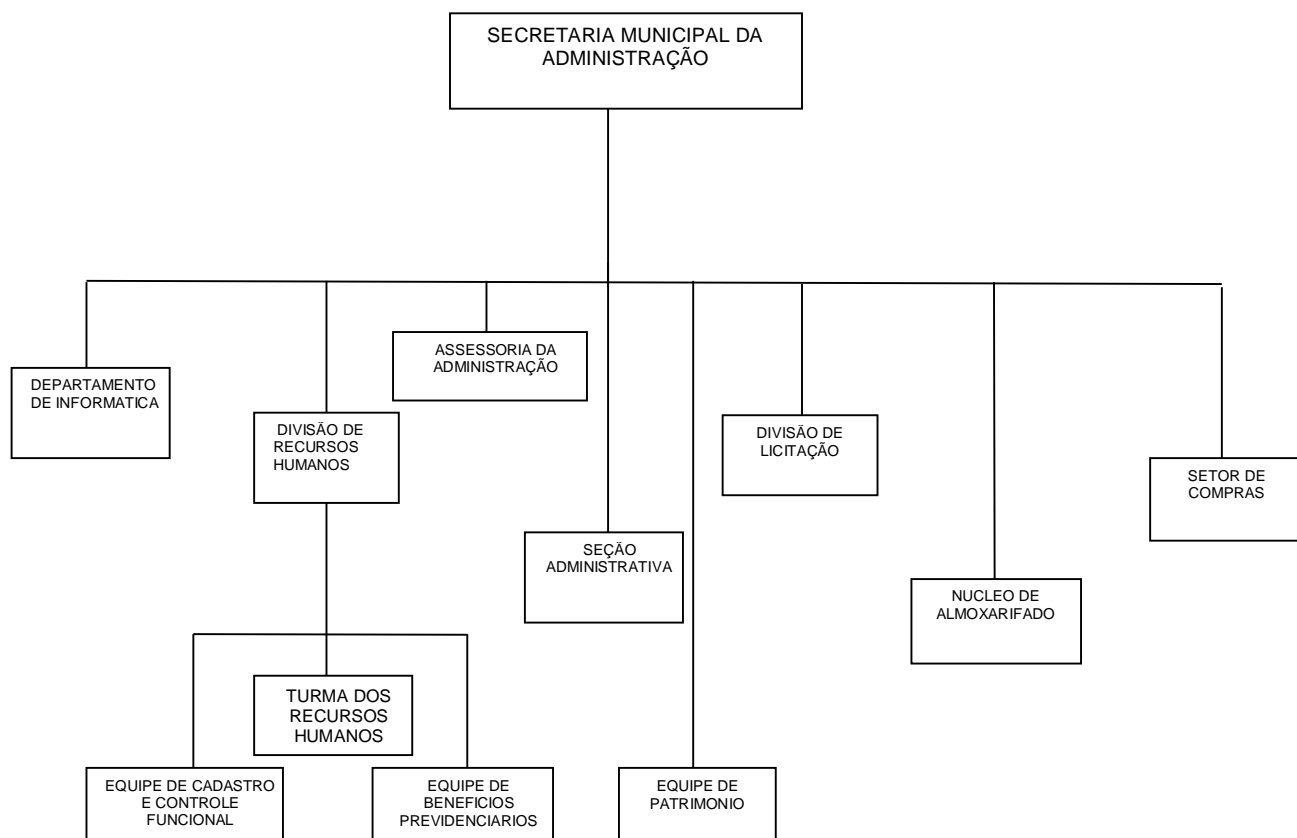 SECRETARIA MUNICIPAL DA
ADMINISTRAÇÃO
ASSESSORIA DA
ADMINISTRAÇÃO
DEPARTAMENTO
DE INFORMATICA
DIVISÃO DE
RECURSOS
HUMANOS
DIVISÃO DE
LICITAÇÃO
SETOR DE
COMPRAS
SEÇÃO
ADMINISTRATIVA
NUCLEO DE
ALMOXARIFADO
TURMA DOS
RECURSOS
HUMANOS
EQUIPE DE CADASTRO
E CONTROLE
FUNCIONAL
EQUIPE DE
BENEFICIOS
PREVIDENCIARIOS
EQUIPE DE
PATRIMONIO